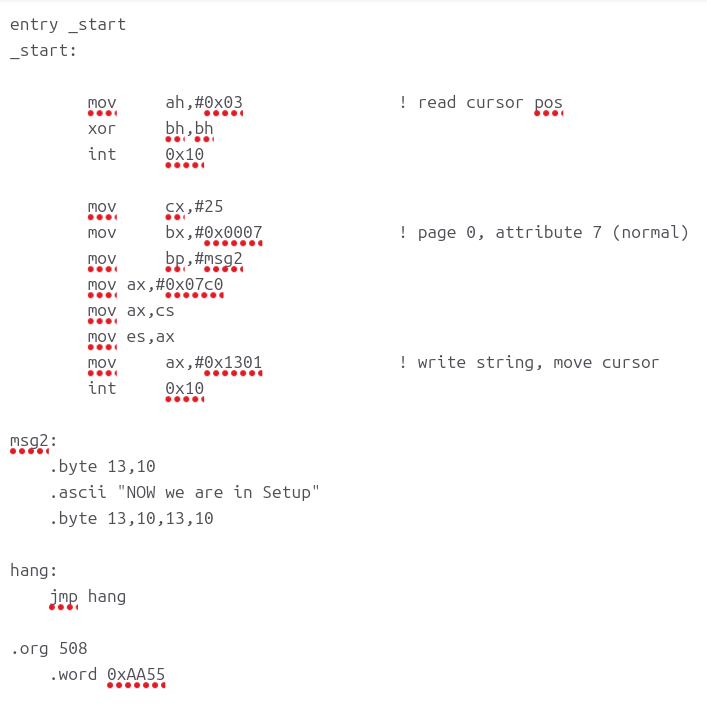 entry _start
_start:
mov ah,#0x03 ! read cursor pos
xor bh,bh
int 0x10
mov cx,#25
mov bx,#0x0007 ! page 0, attribute 7 (normal)
mov bp,#msg2
mov ax,#0x07c0
mov ax,cs
mov es,ax
mov ax,#0x1301 ! write string, move cursor
int 0x10
msg2:
.byte 13,10
.ascii "NOW we are in Setup"
.byte 13,10,13,10
hang:
jmp hang
.org 508
.word 0xAA55